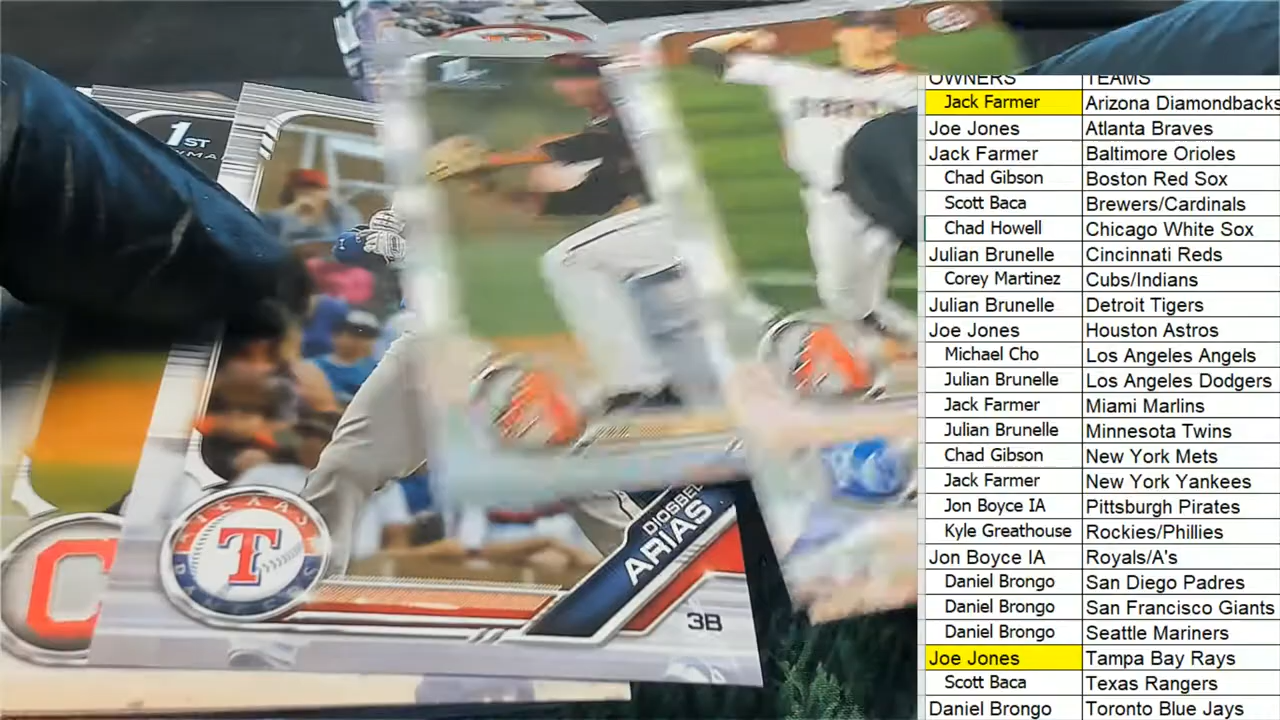 1ST
TEXAS
T
C
DIOSBEL
ARIAS
3B
OWNERS TEAMS
Jack Farmer Arizona Diamondbacks
Joe Jones Atlanta Braves
Jack Farmer Baltimore Orioles
Chad Gibson Boston Red Sox
Scott Baca Brewers/Cardinals
Chad Howell Chicago White Sox
Julian Brunelle Cincinnati Reds
Corey Martinez Cubs/Indians
Julian Brunelle Detroit Tigers
Joe Jones Houston Astros
Michael Cho Los Angeles Angels
Julian Brunelle Los Angeles Dodgers
Jack Farmer Miami Marlins
Julian Brunelle Minnesota Twins
Chad Gibson New York Mets
Jack Farmer New York Yankees
Jon Boyce IA Pittsburgh Pirates
Kyle Greathouse Rockies/Phillies
Jon Boyce IA Royals/A's
Daniel Brongo San Diego Padres
Daniel Brongo San Francisco Giants
Daniel Brongo Seattle Mariners
Joe Jones Tampa Bay Rays
Scott Baca Texas Rangers
Daniel Brongo Toronto Blue Jays